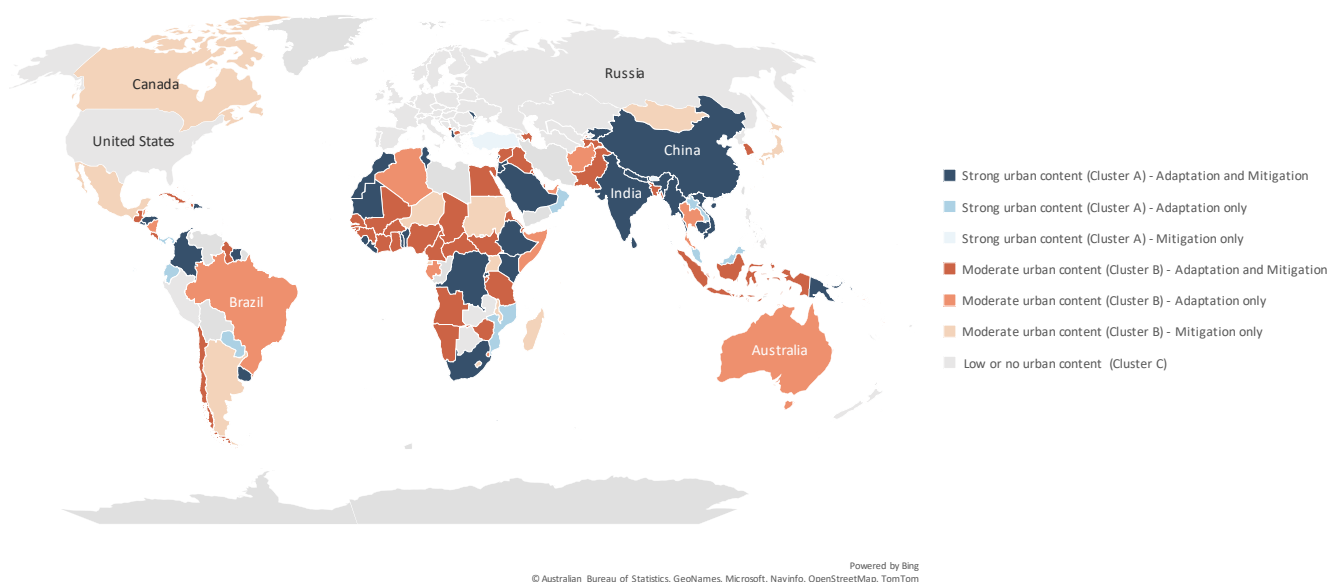 Canada
Russia
United States
China
India
Brazil
Australia
Strong urban content (Cluster A) - Adaptation and Mitigation
Strong urban content (Cluster A) - Adaptation only
Strong urban content (Cluster A) - Mitigation only
Moderate urban content (Cluster B) - Adaptation and Mitigation
Moderate urban content (Cluster B) - Adaptation only
Moderate urban content (Cluster B) - Mitigation only
Low or no urban content (Cluster C)
Powered by Bing
© Australian Bureau of Statistics, GeoNames, Microsoft, Navinfo, OpenStreetMap, TomTom